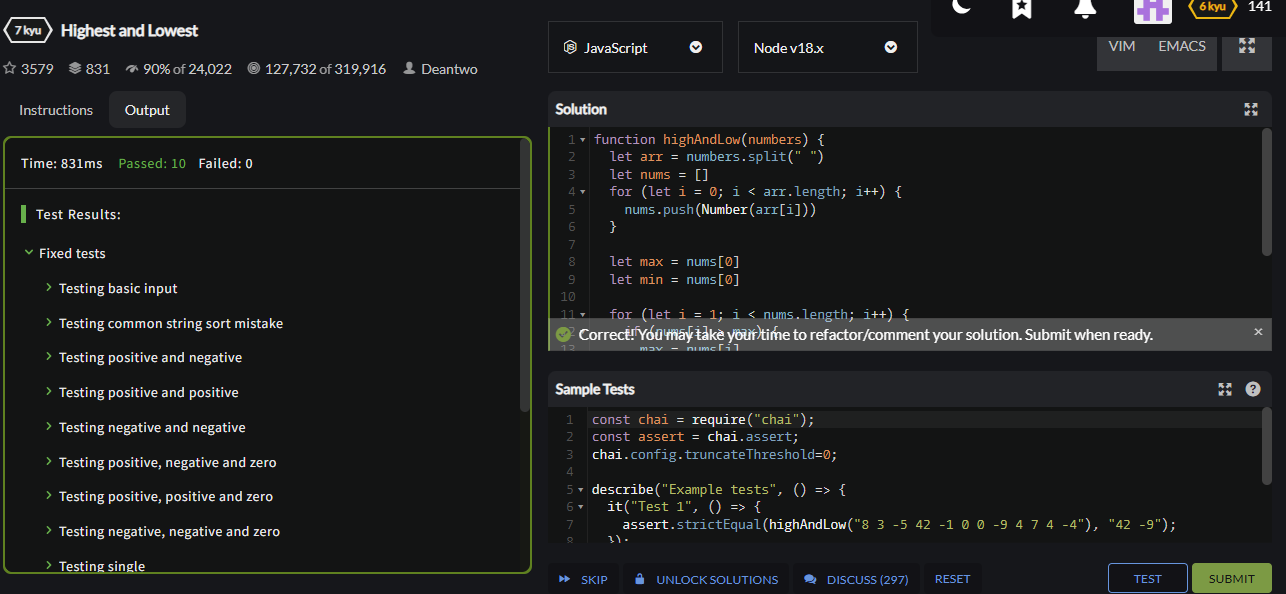 7 kyu Highest and Lowest
3579 831 90% of 24,022 127,732 of 319,916 Deantwo
6 kyu 141
JavaScript
Node v18.x
VIM EMACS
Instructions Output
Time: 831ms Passed: 10 Failed: 0
Test Results:
Fixed tests
Testing basic input
Testing common string sort mistake
Testing positive and negative
Testing positive and positive
Testing negative and negative
Testing positive, negative and zero
Testing positive, positive and zero
Testing negative, negative and zero
Testing single
Solution
1 function highAndLow(numbers) {
2 let arr = numbers.split(" ")
3 let nums = []
4 for (let i = 0; i < arr.length; i++) {
5 nums.push(Number(arr[i]))
6 }
7
8 let max = nums[0]
9 let min = nums[0]
10
11 for (let i = 1; i < nums.length; i++) {
12 if (nums[i] > max) {
13 max = nums[i]
Correct! You may take your time to refactor/comment your solution. Submit when ready.
Sample Tests
1 const chai = require("chai");
2 const assert = chai.assert;
3 chai.config.truncateThreshold=0;
4
5 describe("Example tests", () => {
6 it("Test 1", () => {
7 assert.strictEqual(highAndLow("8 3 -5 42 -1 0 0 -9 4 7 4 -4"), "42 -9");
8 });
SKIP UNLOCK SOLUTIONS DISCUSS (297) RESET TEST SUBMIT